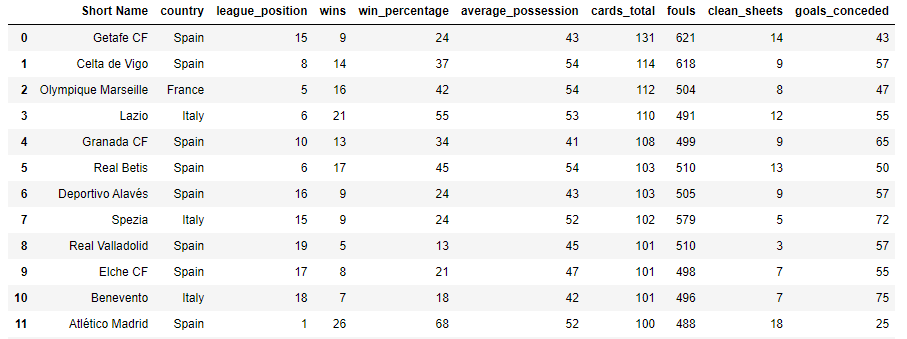 Short Name country league_position wins win_percentage average_possession cards_total fouls clean_sheets goals_conceded
0 Getafe CF Spain 15 9 24 43 131 621 14 43
1 Celta de Vigo Spain 8 14 37 54 114 618 9 57
2 Olympique Marseille France 5 16 42 54 112 504 8 47
3 Lazio Italy 6 21 55 53 110 491 12 55
4 Granada CF Spain 10 13 34 41 108 499 9 65
5 Real Betis Spain 6 17 45 54 103 510 13 50
6 Deportivo Alavés Spain 16 9 24 43 103 505 9 57
7 Spezia Italy 15 9 24 52 102 579 5 72
8 Real Valladolid Spain 19 5 13 45 101 510 3 57
9 Elche CF Spain 17 8 21 47 101 498 7 55
10 Benevento Italy 18 7 18 42 101 496 7 75
11 Atlético Madrid Spain 1 26 68 52 100 488 18 25